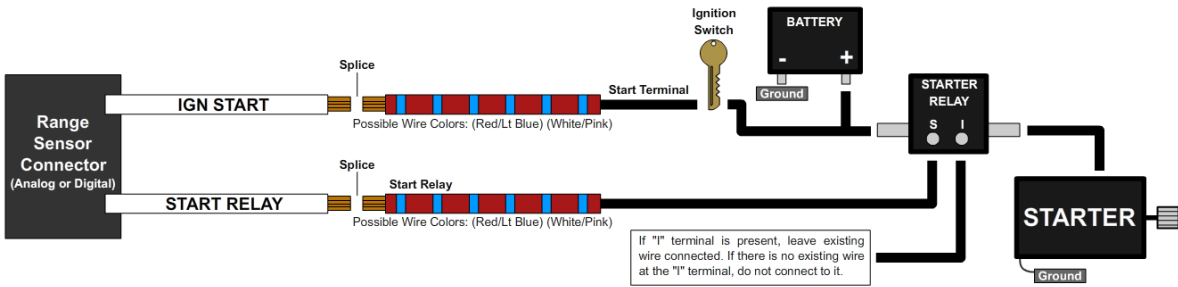 Ignition
Switch
BATTERY
- +
Ground
Splice
IGN START
Start Terminal
Possible Wire Colors: (Red/Lt Blue) (White/Pink)
STARTER
RELAY
S I
Range
Sensor
Connector
(Analog or Digital)
Splice
Start Relay
START RELAY
Possible Wire Colors: (Red/Lt Blue) (White/Pink)
If "I" terminal is present, leave existing
wire connected. If there is no existing wire
at the "I" terminal, do not connect to it.
STARTER
Ground